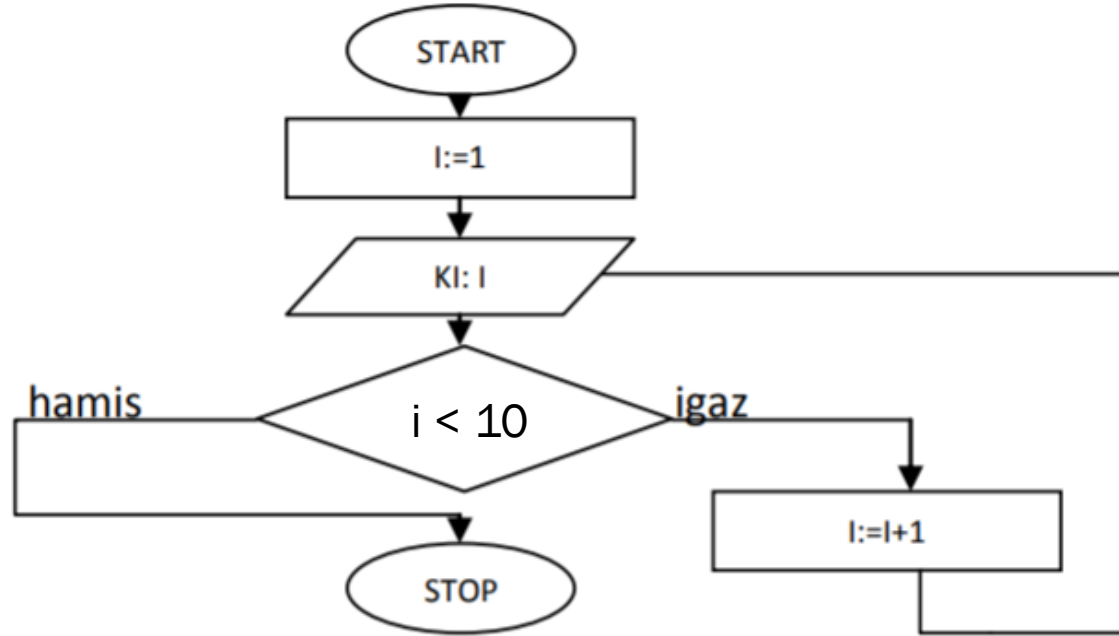 START
I:=1
KI: I
hamis
i < 10
igaz
I:=I+1
STOP